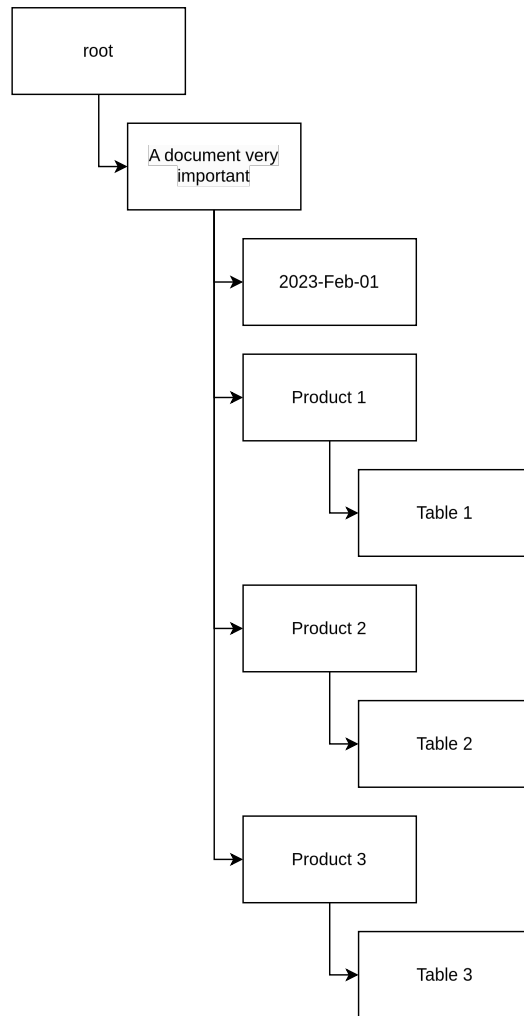 root
A document very
important
2023-Feb-01
Product 1
Table 1
Product 2
Table 2
Product 3
Table 3